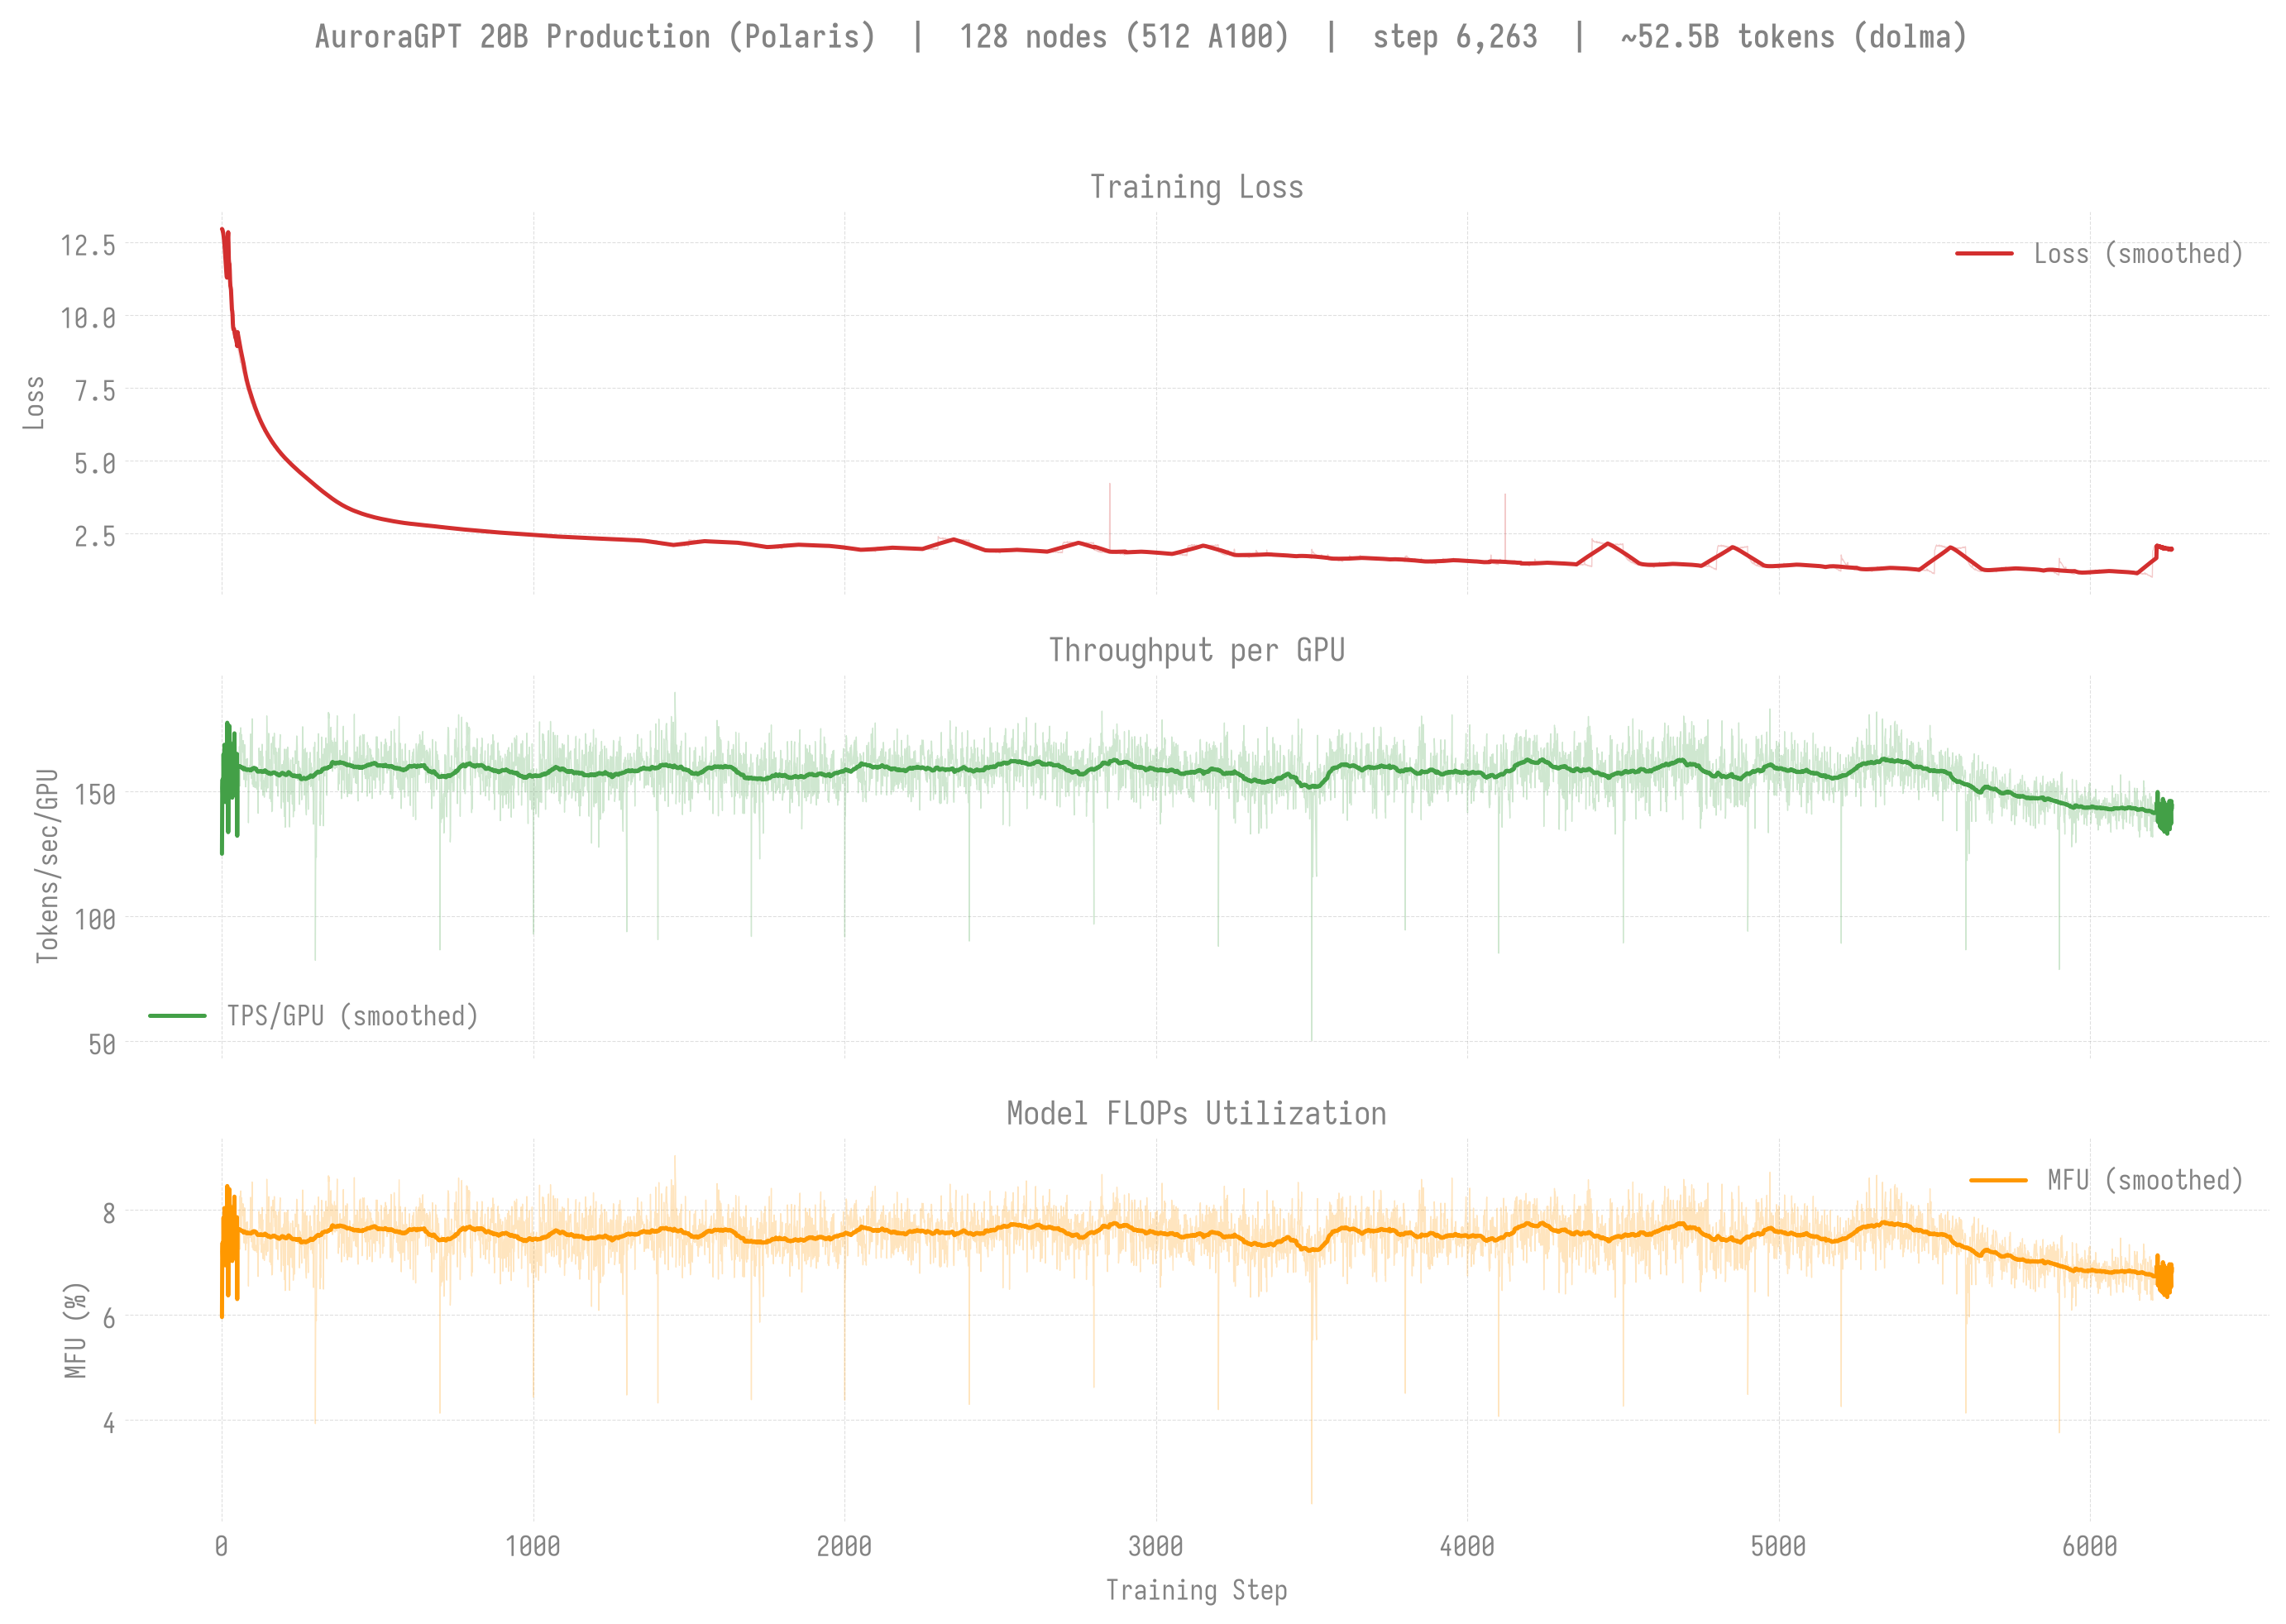 AuroraGPT 20B Production (Polaris) | 128 nodes (512 A100) | step 6,263 | ~52.5B tokens (dolma)
Training Loss
12.5
10.0
7.5
5.0
2.5
Loss
Loss (smoothed)
Throughput per GPU
150
100
50
Tokens/sec/GPU
TPS/GPU (smoothed)
Model FLOPs Utilization
8
6
4
MFU (%)
MFU (smoothed)
0 1000 2000 3000 4000 5000 6000
Training Step